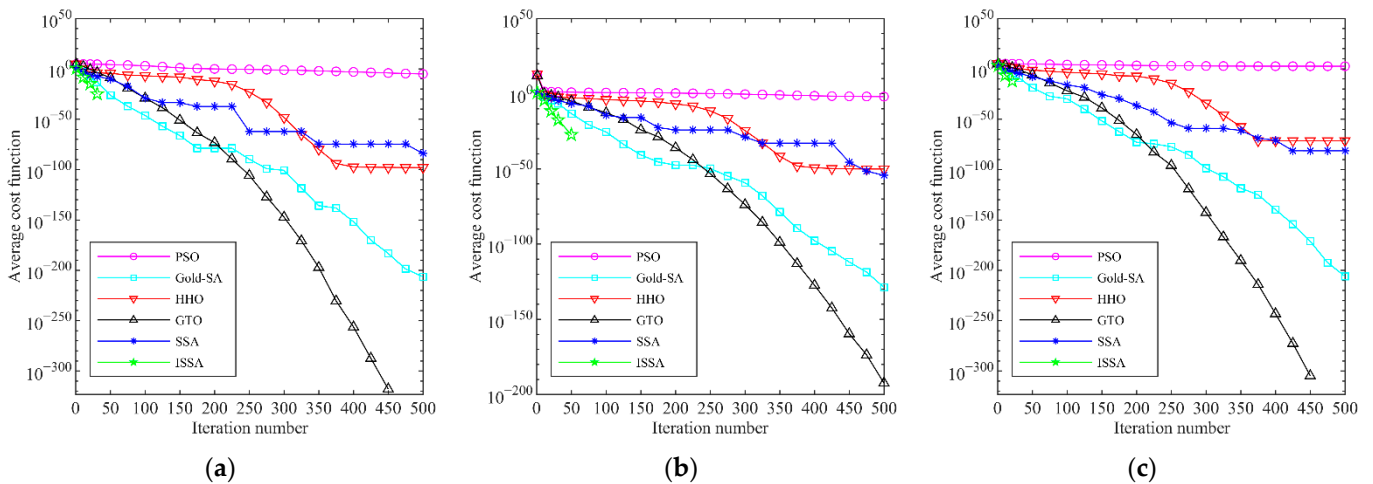 Average cost function
10^50
10^0
10^-50
10^-100
10^-150
10^-200
10^-250
10^-300
PSO
Gold-SA
HHO
GTO
SSA
ISSA
0 50 100 150 200 250 300 350 400 450 500
Iteration number
(a)
Average cost function
10^50
10^0
10^-50
10^-100
10^-150
10^-200
PSO
Gold-SA
HHO
GTO
SSA
ISSA
0 50 100 150 200 250 300 350 400 450 500
Iteration number
(b)
Average cost function
10^50
10^0
10^-50
10^-100
10^-150
10^-200
10^-250
10^-300
PSO
Gold-SA
HHO
GTO
SSA
ISSA
0 50 100 150 200 250 300 350 400 450 500
Iteration number
(c)